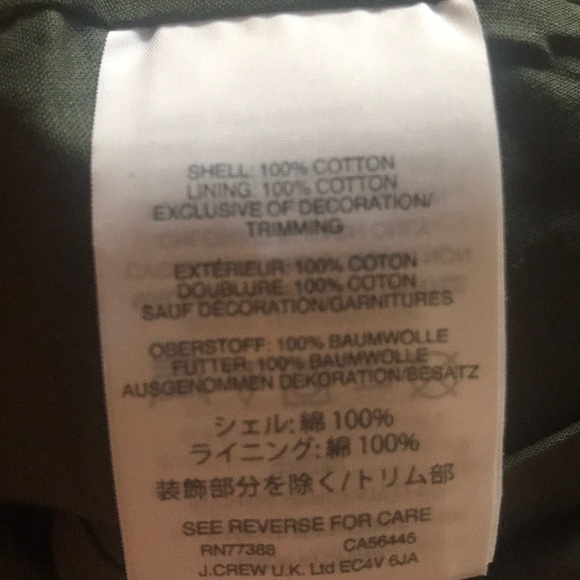 SHELL: 100% COTTON
LINING: 100% COTTON
EXCLUSIVE OF DECORATION/
TRIMMING
EXTÉRIEUR: 100% COTON
DOUBLURE: 100% COTON
SAUF DÉCORATION/GARNITURES
OBERSTOFF: 100% BAUMWOLLE
FUTTER: 100% BAUMWOLLE
AUSGENOMMEN DEKORATION/BESATZ
シェル: 綿 100%
ライニング: 綿 100%
装飾部分を除く/トリム部
SEE REVERSE FOR CARE
RN77388 CA56445
J.CREW U.K. Ltd EC4V 6JA